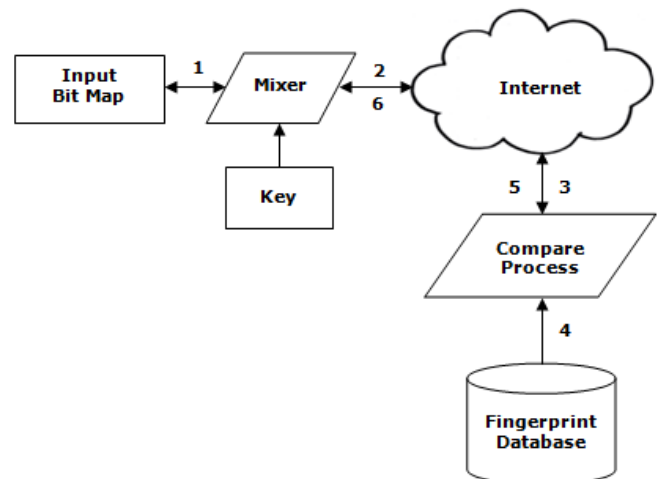 Input
Bit Map
1
Mixer
2
6
Internet
Key
5 3
Compare
Process
4
Fingerprint
Database